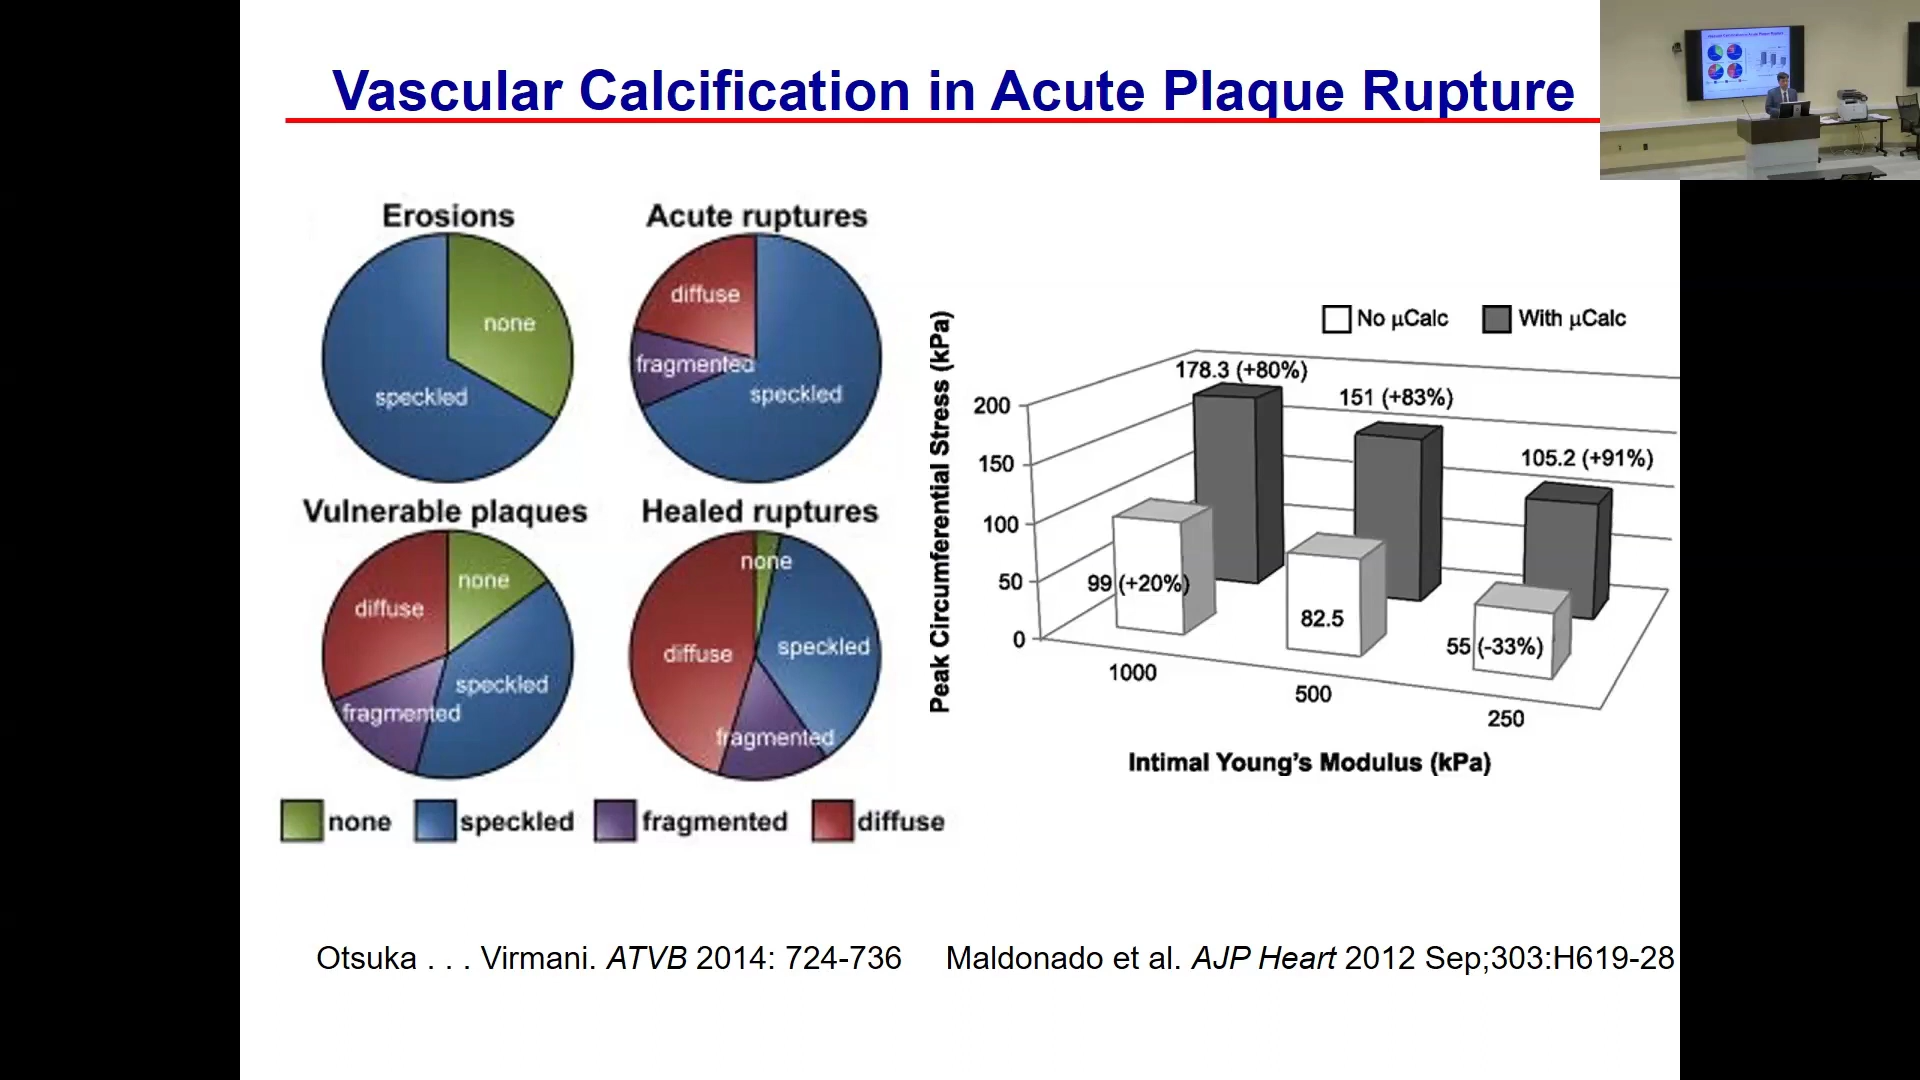 Vascular Calcification in Acute Plaque Rupture
Erosions
none
speckled
Acute ruptures
diffuse
fragmented
speckled
Vulnerable plaques
none
diffuse
speckled
fragmented
Healed ruptures
none
speckled
diffuse
fragmented
none speckled fragmented diffuse
No µCalc With µCalc
Peak Circumferential Stress (kPa)
200
150
100
50
0
178.3 (+80%)
151 (+83%)
105.2 (+91%)
99 (+20%)
82.5
55 (-33%)
1000
500
250
Intimal Young's Modulus (kPa)
Otsuka . . . Virmani. ATVB 2014: 724-736
Maldonado et al. AJP Heart 2012 Sep;303:H619-28